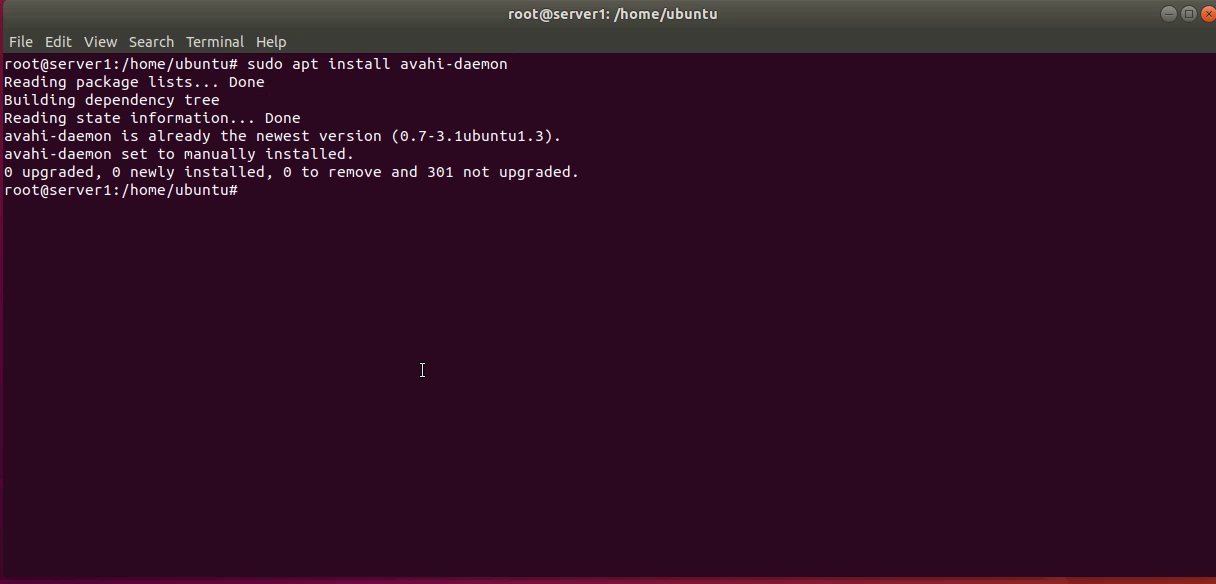 root@server1: /home/ubuntu
File Edit View Search Terminal Help
root@server1:/home/ubuntu# sudo apt install avahi-daemon
Reading package lists... Done
Building dependency tree
Reading state information... Done
avahi-daemon is already the newest version (0.7-3.1ubuntu1.3).
avahi-daemon set to manually installed.
0 upgraded, 0 newly installed, 0 to remove and 301 not upgraded.
root@server1:/home/ubuntu#